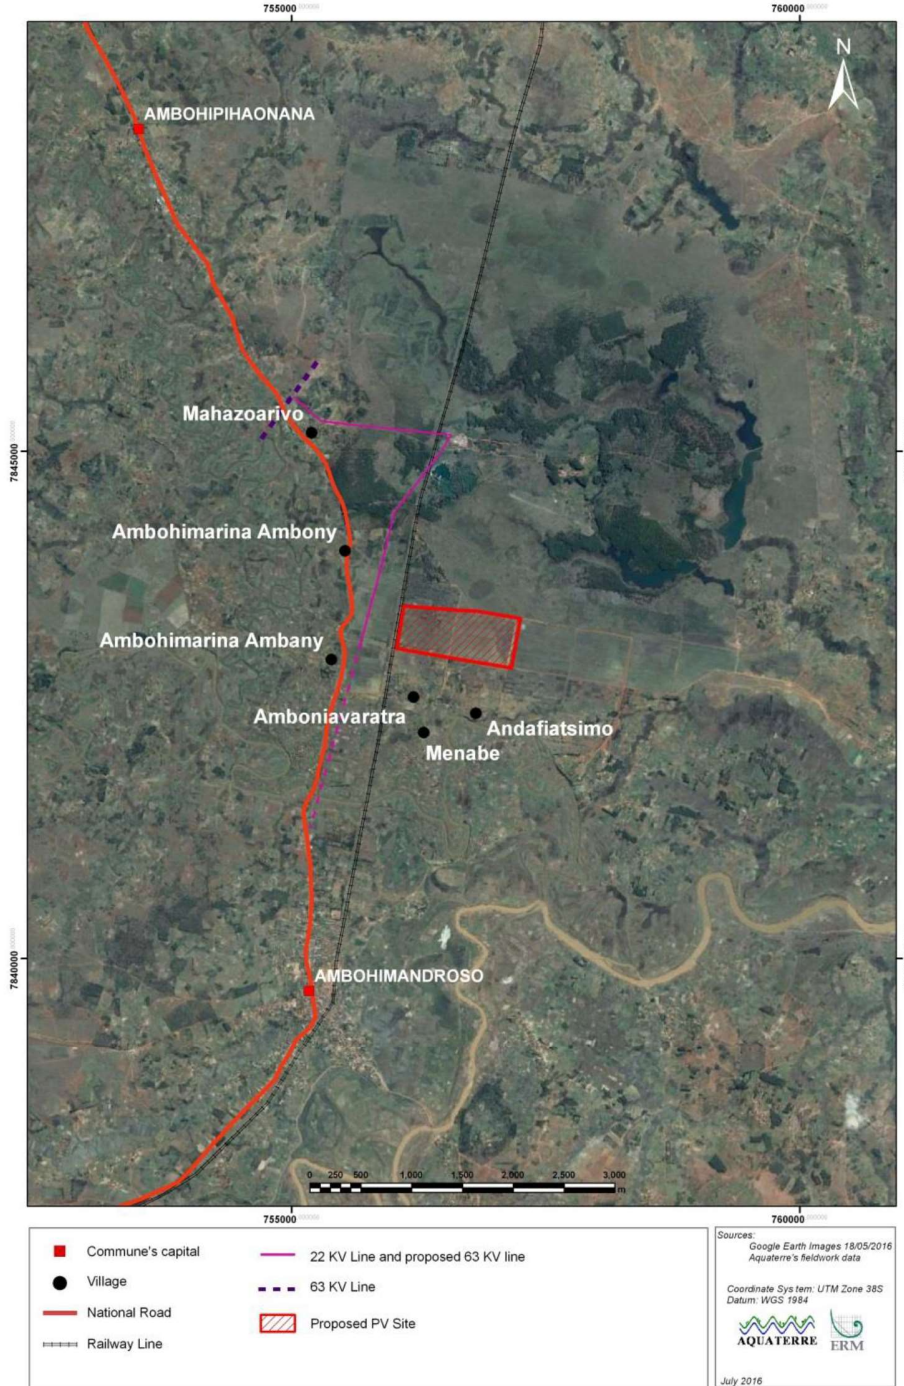 755000
760000
N
AMBOHIPIHAONANA
Mahazoarivo
7845000
7845000
Ambohimarina Ambony
Ambohimarina Ambany
Amboniavaratra
Andafiatsimo
Menabe
7840000
7840000
AMBOHIMANDROSO
0 250 500 1,000 1,500 2,000 2,500 3,000
m
755000
760000
Commune's capital
Village
National Road
Railway Line
22 KV Line and proposed 63 KV line
63 KV Line
Proposed PV Site
Sources:
Google Earth Images 18/05/2016
Aquaterre's fieldwork data
Coordinate System: UTM Zone 38S
Datum: WGS 1984
AQUATERRE
ERM
July 2016